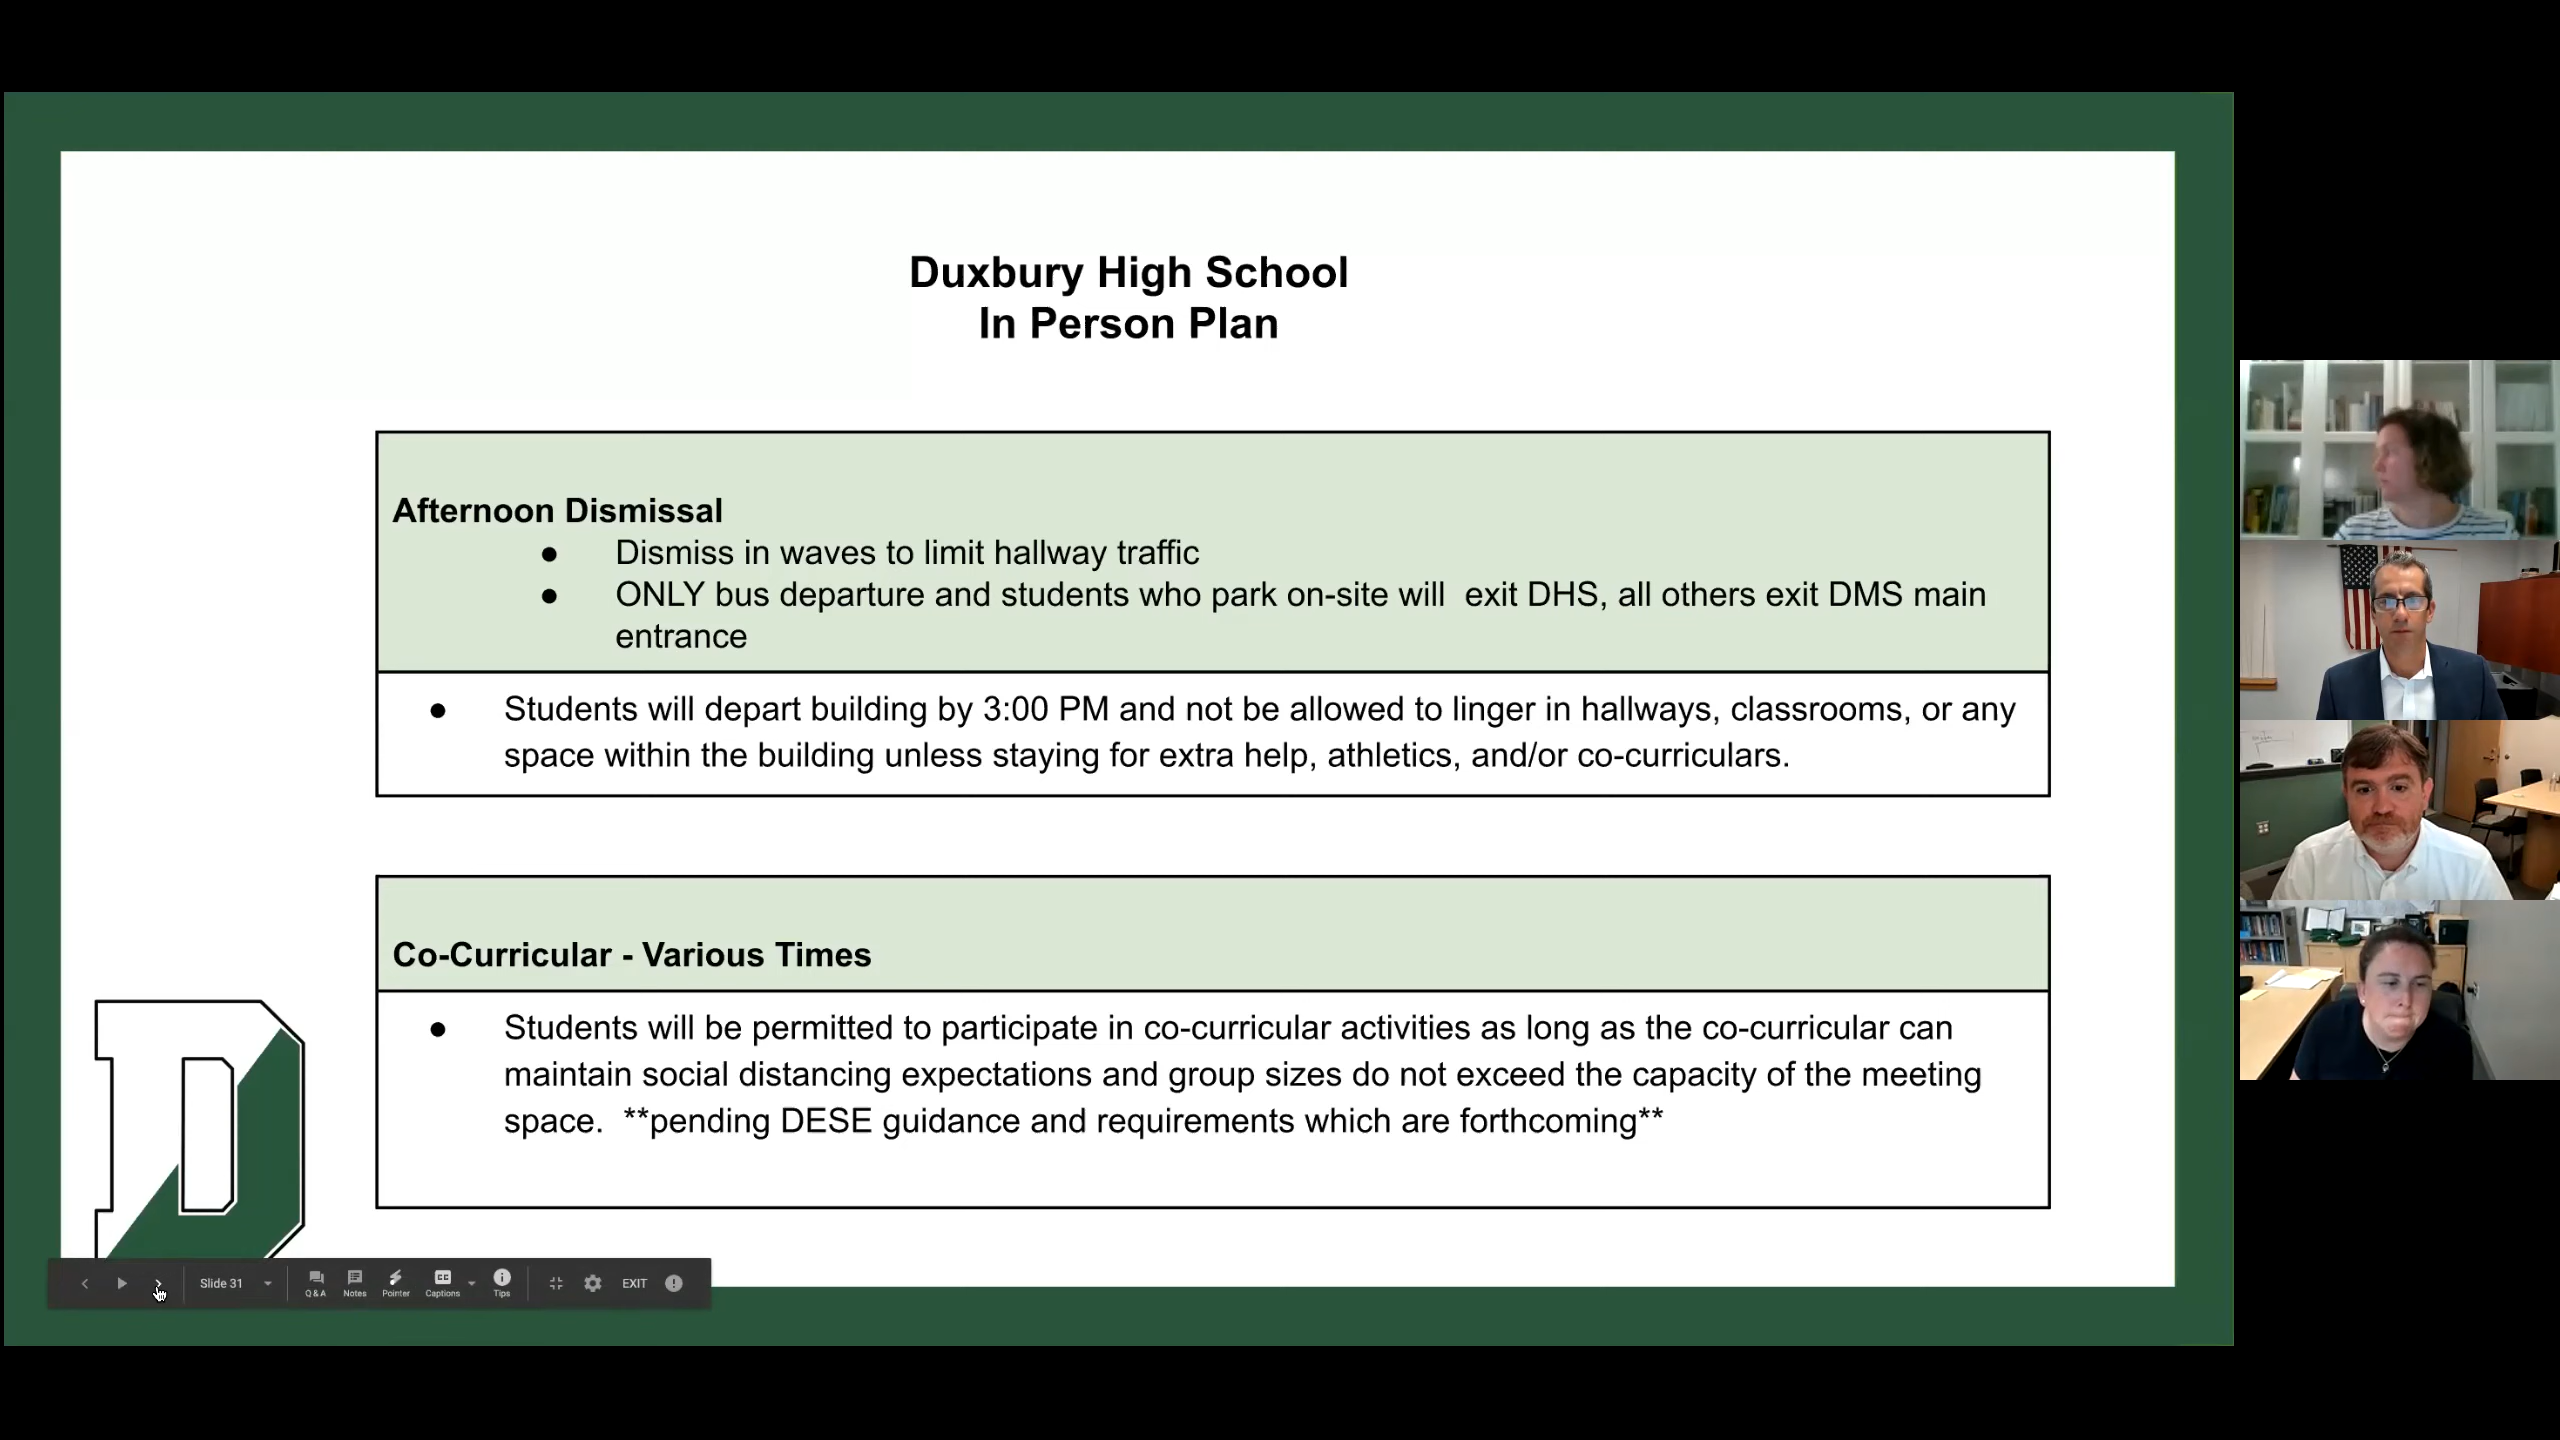 Duxbury High School
In Person Plan
Afternoon Dismissal
● Dismiss in waves to limit hallway traffic
● ONLY bus departure and students who park on-site will  exit DHS, all others exit DMS main
entrance
● Students will depart building by 3:00 PM and not be allowed to linger in hallways, classrooms, or any
space within the building unless staying for extra help, athletics, and/or co-curriculars.
Co-Curricular - Various Times
● Students will be permitted to participate in co-curricular activities as long as the co-curricular can
maintain social distancing expectations and group sizes do not exceed the capacity of the meeting
space.  **pending DESE guidance and requirements which are forthcoming**
D
Slide 31
Q & A
Notes
Pointer
CC
Captions
Tips
EXIT